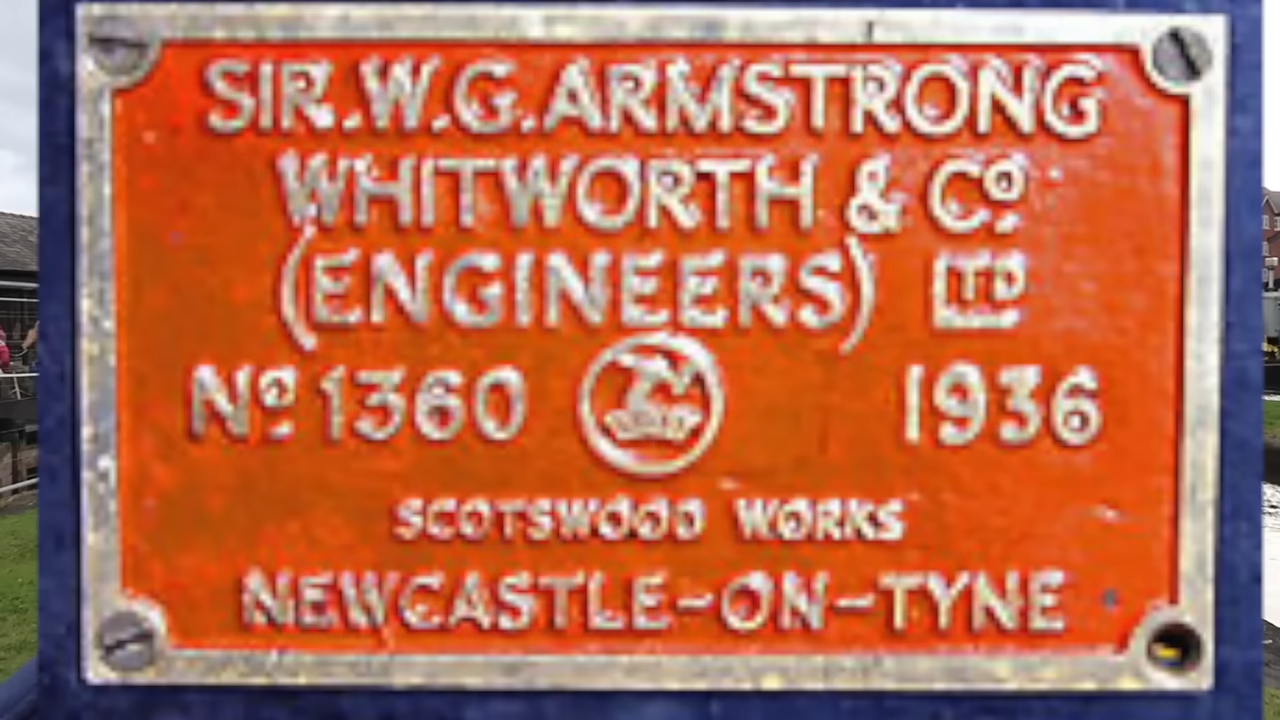 SIR.W.G.ARMSTRONG
WHITWORTH & Cº
(ENGINEERS) LTD
Nº 1360 1936
SCOTSWOOD WORKS
NEWCASTLE-ON-TYNE